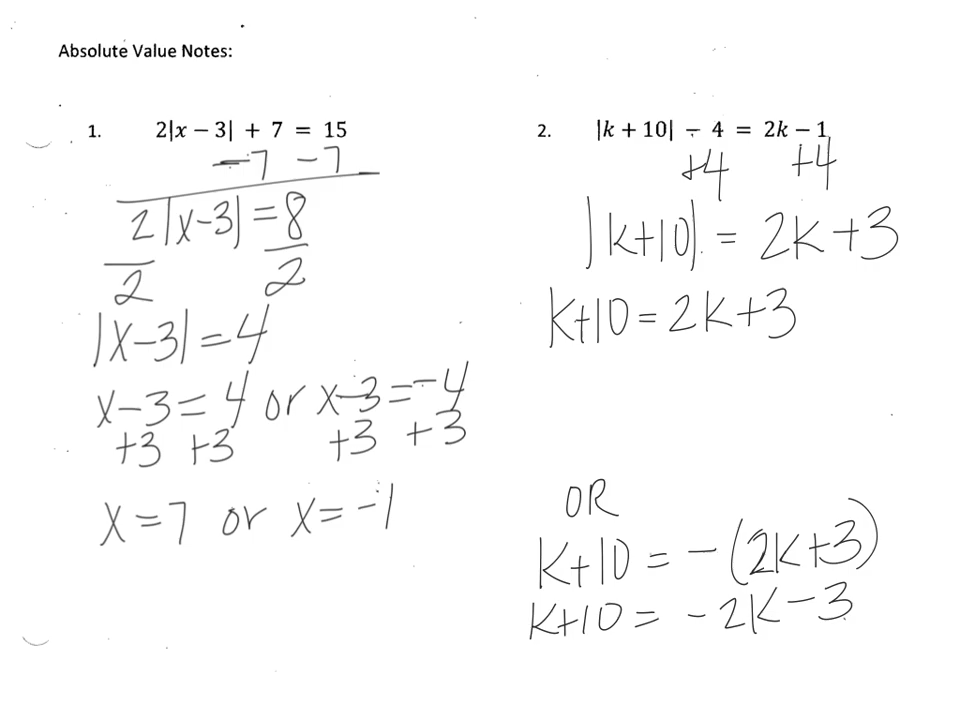 Absolute Value Notes:
1. 2|x − 3| + 7 = 15
−7 −7
2|x−3| = 8
2 2
|x−3| = 4
x−3 = 4 or x−3 = −4
+3 +3 +3 +3
x = 7 or x = −1
2. |k + 10| − 4 = 2k − 1
+4 +4
|k+10| = 2k+3
k+10 = 2k+3
OR
k+10 = −(2k+3)
k+10 = −2k−3